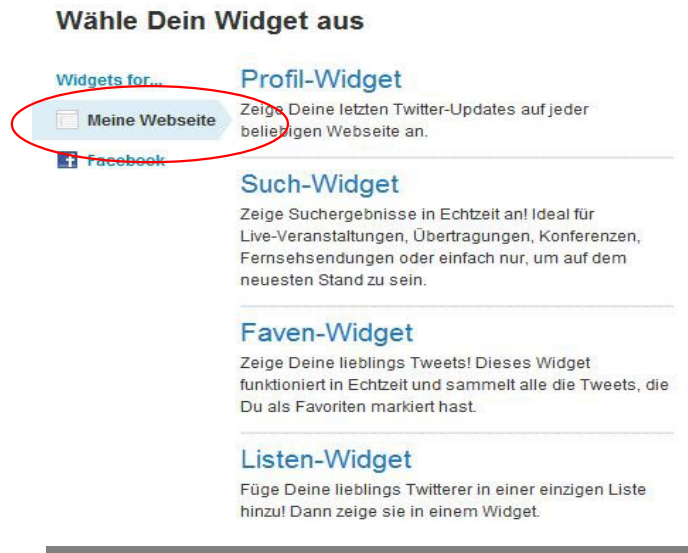 Wähle Dein Widget aus
Widgets for...
Meine Webseite
Facebook
Profil-Widget
Zeige Deine letzten Twitter-Updates auf jeder
beliebigen Webseite an.
Such-Widget
Zeige Suchergebnisse in Echtzeit an! Ideal für
Live-Veranstaltungen, Übertragungen, Konferenzen,
Fernsehsendungen oder einfach nur, um auf dem
neuesten Stand zu sein.
Faven-Widget
Zeige Deine lieblings Tweets! Dieses Widget
funktioniert in Echtzeit und sammelt alle die Tweets, die
Du als Favoriten markiert hast.
Listen-Widget
Füge Deine lieblings Twitterer in einer einzigen Liste
hinzu! Dann zeige sie in einem Widget.